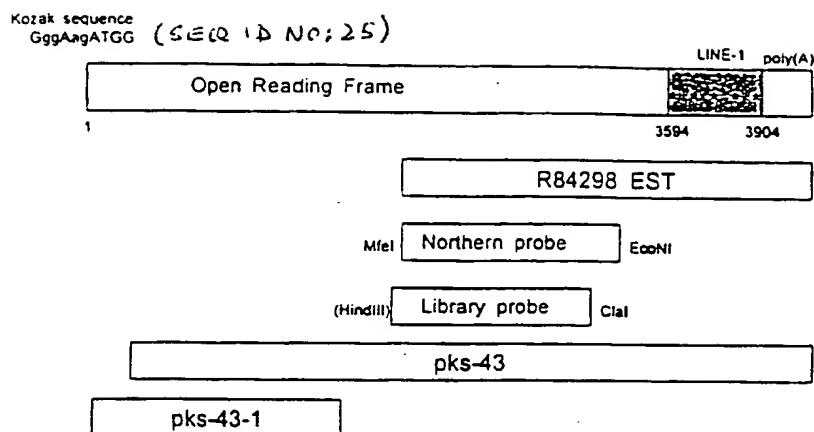 Kozak sequence
GggAagATGG (SEQ ID NO: 25)
LINE-1 poly(A)
Open Reading Frame
1 3594 3904
R84298 EST
MfeI Northern probe EcoNI
(HindIII) Library probe ClaI
pks-43
pks-43-1